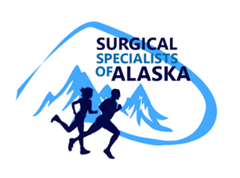 SURGICAL
SPECIALISTS
OF ALASKA